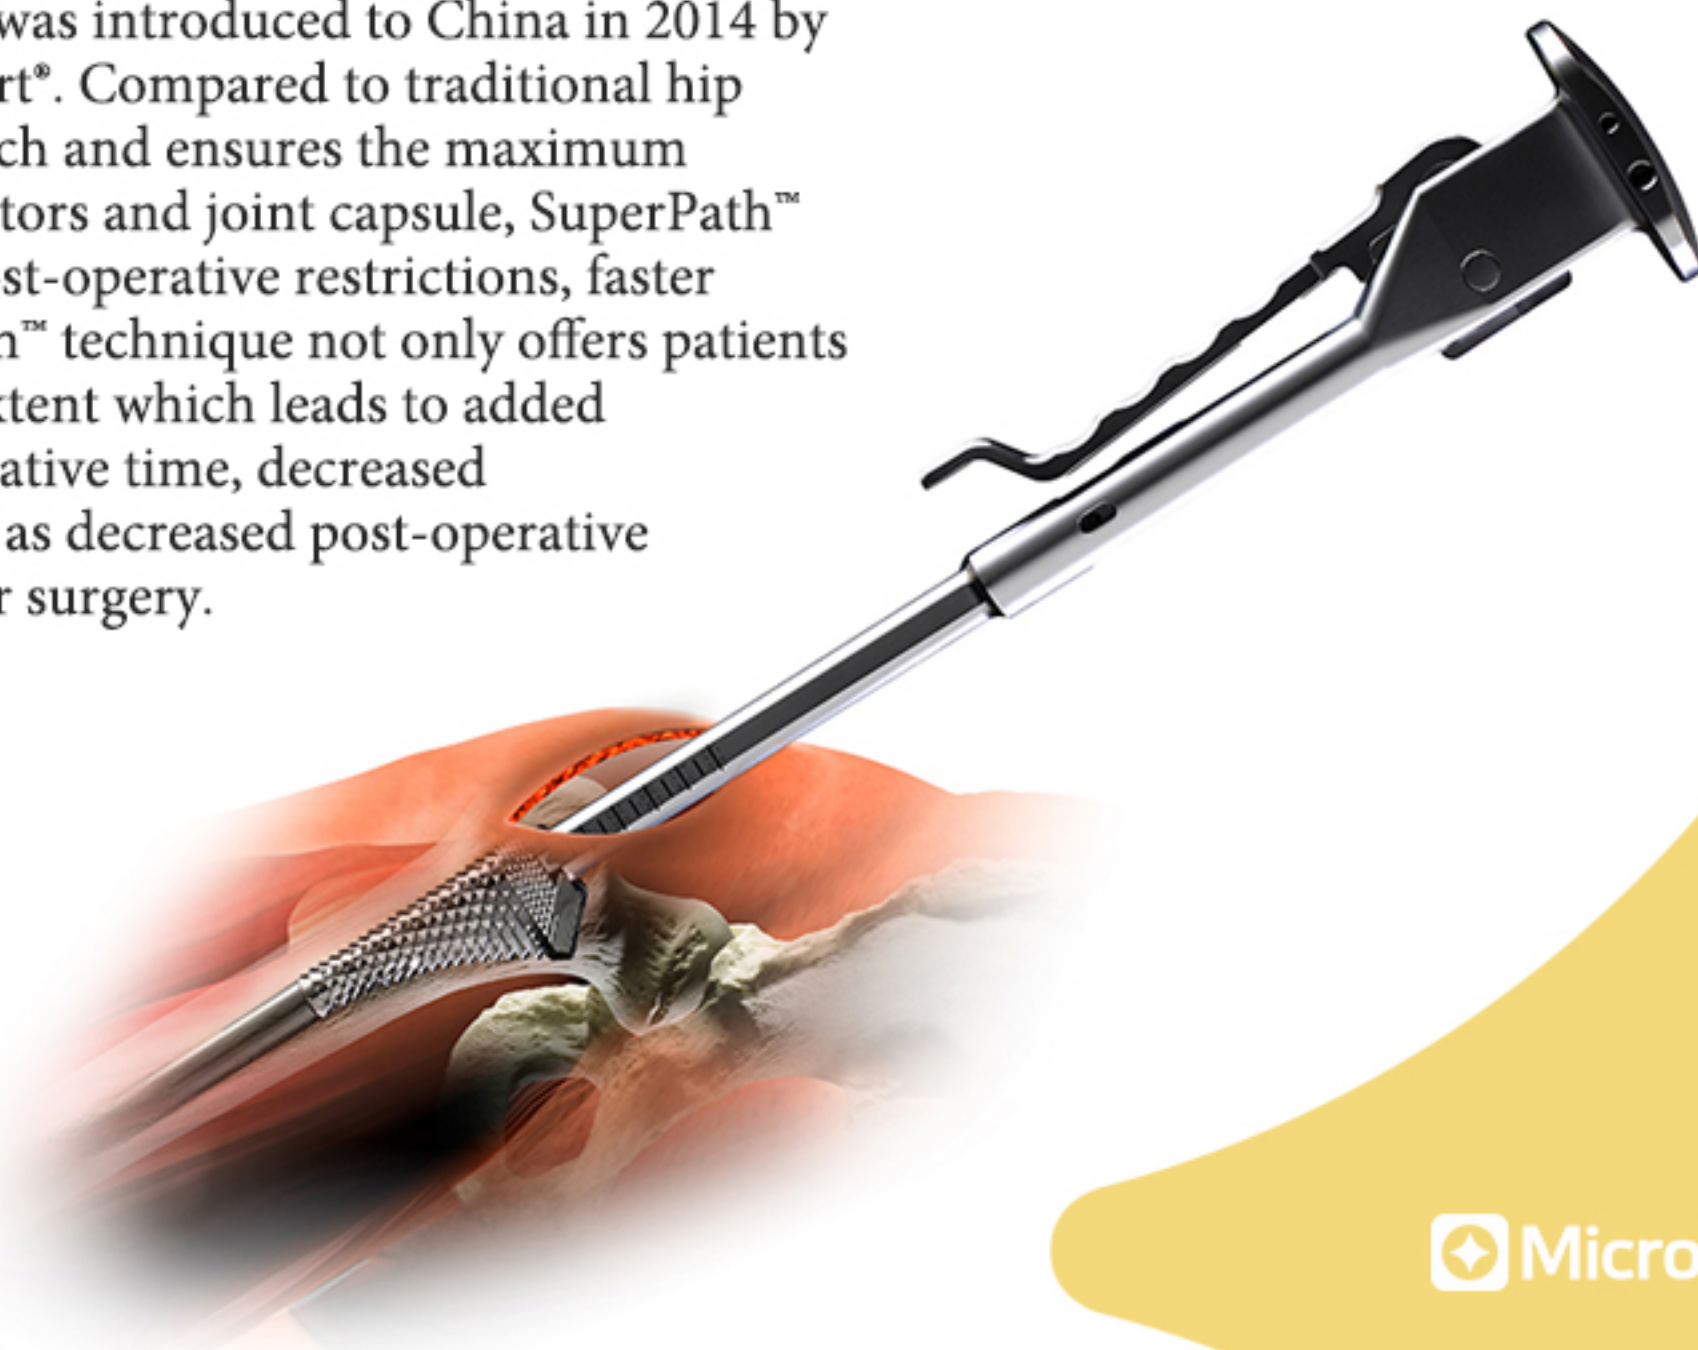 was introduced to China in 2014 by
rt®. Compared to traditional hip
ch and ensures the maximum
tors and joint capsule, SuperPath™
st-operative restrictions, faster
h™ technique not only offers patients
xtent which leads to added
ative time, decreased
as decreased post-operative
r surgery.
Micro